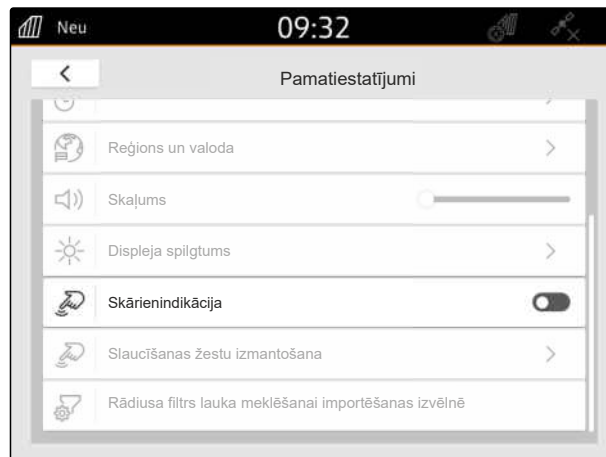 Neu
09:32
Pamatiestatījumi
Reģions un valoda
Skaļums
Displeja spilgtums
Skārienindikācija
Slaucīšanas žestu izmantošana
Rādiusa filtrs lauka meklēšanai importēšanas izvēlnē